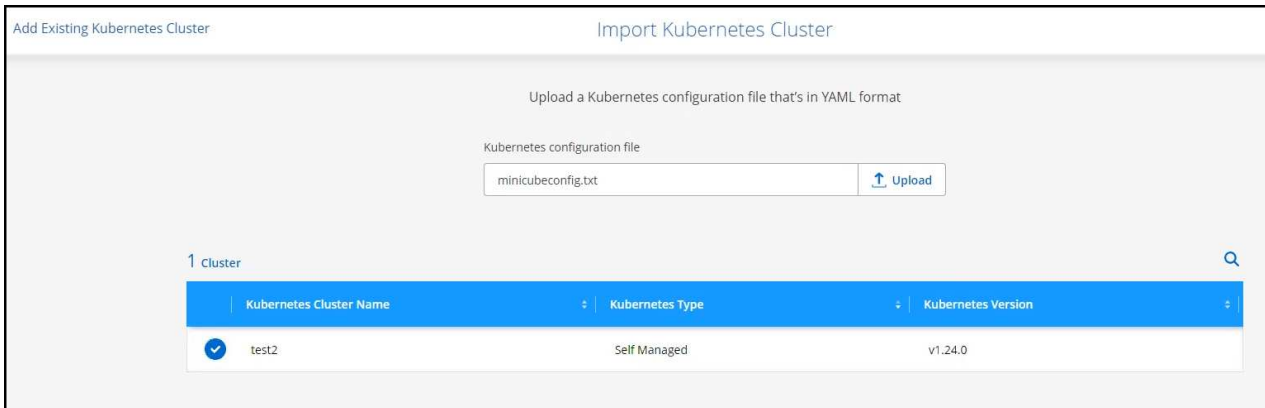 Add Existing Kubernetes Cluster
Import Kubernetes Cluster
Upload a Kubernetes configuration file that's in YAML format
Kubernetes configuration file
minicubeconfig.txt
Upload
1 Cluster
Kubernetes Cluster Name Kubernetes Type Kubernetes Version
test2 Self Managed v1.24.0